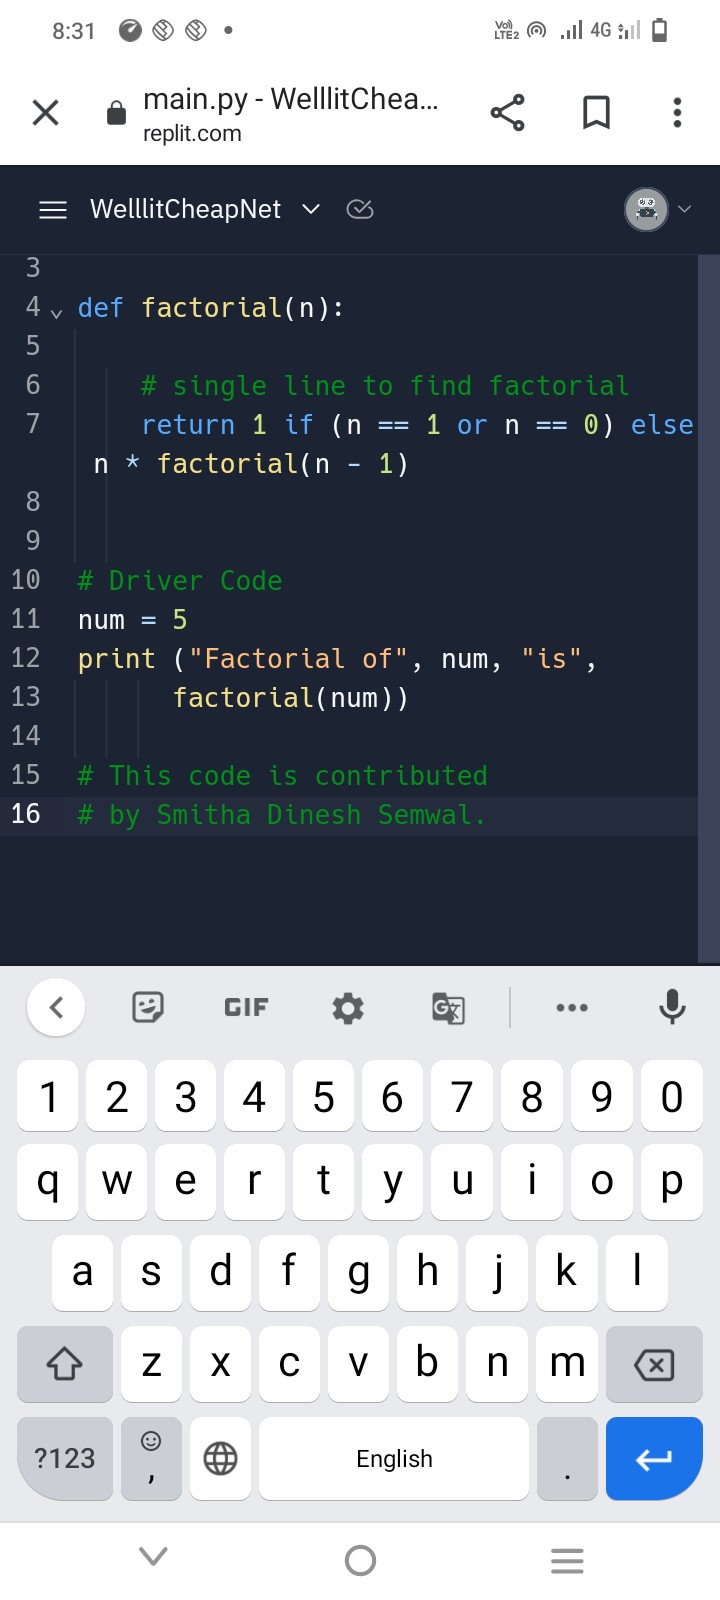 8:31
Vo)) LTE2 4G
main.py - WelllitChea...
replit.com
WelllitCheapNet
3
4 def factorial(n):
5
6 # single line to find factorial
7 return 1 if (n == 1 or n == 0) else
n * factorial(n - 1)
8
9
10 # Driver Code
11 num = 5
12 print ("Factorial of", num, "is",
13 factorial(num))
14
15 # This code is contributed
16 # by Smitha Dinesh Semwal.
GIF G文 ...
1 2 3 4 5 6 7 8 9 0
q w e r t y u i o p
a s d f g h j k l
z x c v b n m
?123 , English .